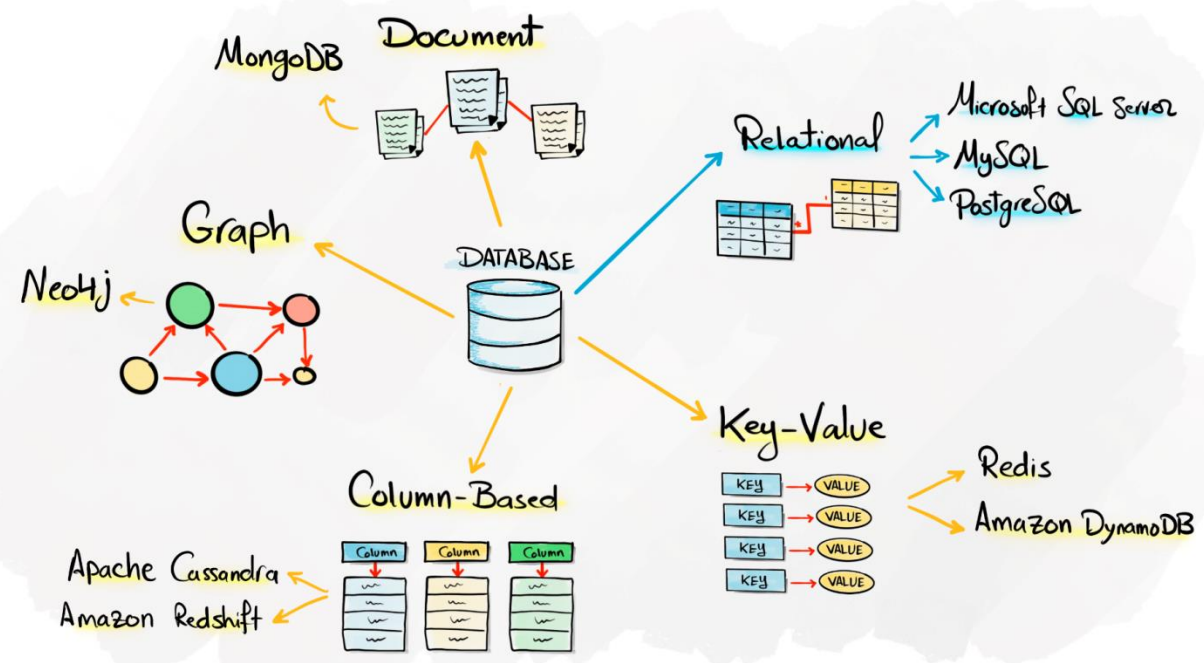 Document
MongoDB
Relational
Microsoft SQL Server
MySQL
PostgreSQL
Graph
Neo4j
DATABASE
Key-Value
KEY VALUE
KEY VALUE
KEY VALUE
KEY VALUE
Redis
Amazon DynamoDB
Column-Based
Column Column Column
Apache Cassandra
Amazon Redshift